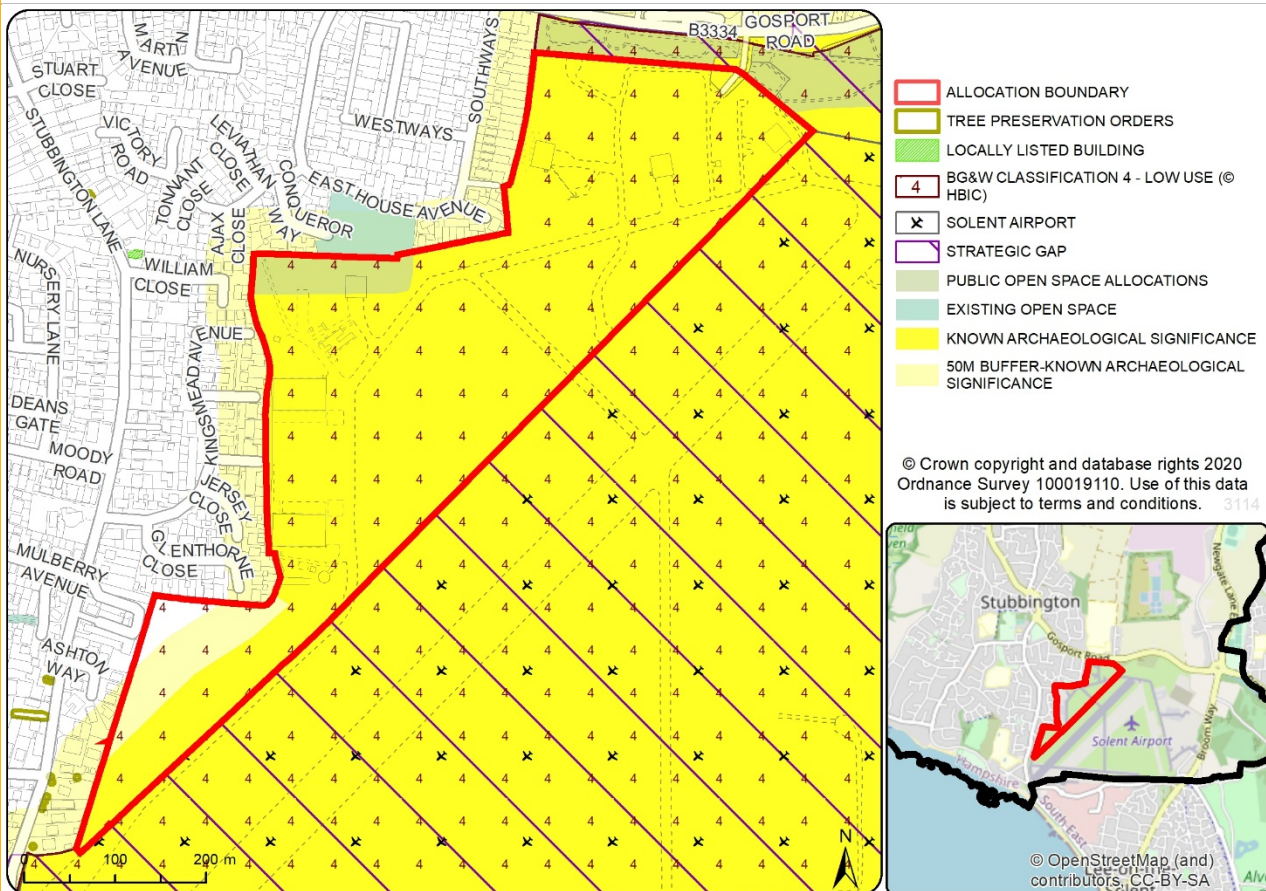 B3334
GOSPORT
ROAD
MARTIN
AVENUE
STUART
CLOSE
STUBBINGTON LANE
VICTORY
ROAD
TONNANT
CLOSE
LEVIATHAN
CLOSE
CONQUEROR
WAY
WESTWAYS
SOUTHWAYS
EAST HOUSE AVENUE
AJAX
CLOSE
WILLIAM
CLOSE
NURSERY LANE
KINGSMEAD AVENUE
DEANS
GATE
MOODY
ROAD
JERSEY
CLOSE
GLENTHORNE
CLOSE
MULBERRY
AVENUE
ASHTON
WAY
0 100 200 m
N
ALLOCATION BOUNDARY
TREE PRESERVATION ORDERS
LOCALLY LISTED BUILDING
4 BG&W CLASSIFICATION 4 - LOW USE (©
HBIC)
SOLENT AIRPORT
STRATEGIC GAP
PUBLIC OPEN SPACE ALLOCATIONS
EXISTING OPEN SPACE
KNOWN ARCHAEOLOGICAL SIGNIFICANCE
50M BUFFER-KNOWN ARCHAEOLOGICAL
SIGNIFICANCE
© Crown copyright and database rights 2020
Ordnance Survey 100019110. Use of this data
is subject to terms and conditions. 3114
Stubbington
Gosport Road
Newgate Lane E
Broom Way
Solent Airport
Hampshire
South East
© OpenStreetMap (and)
contributors, CC-BY-SA